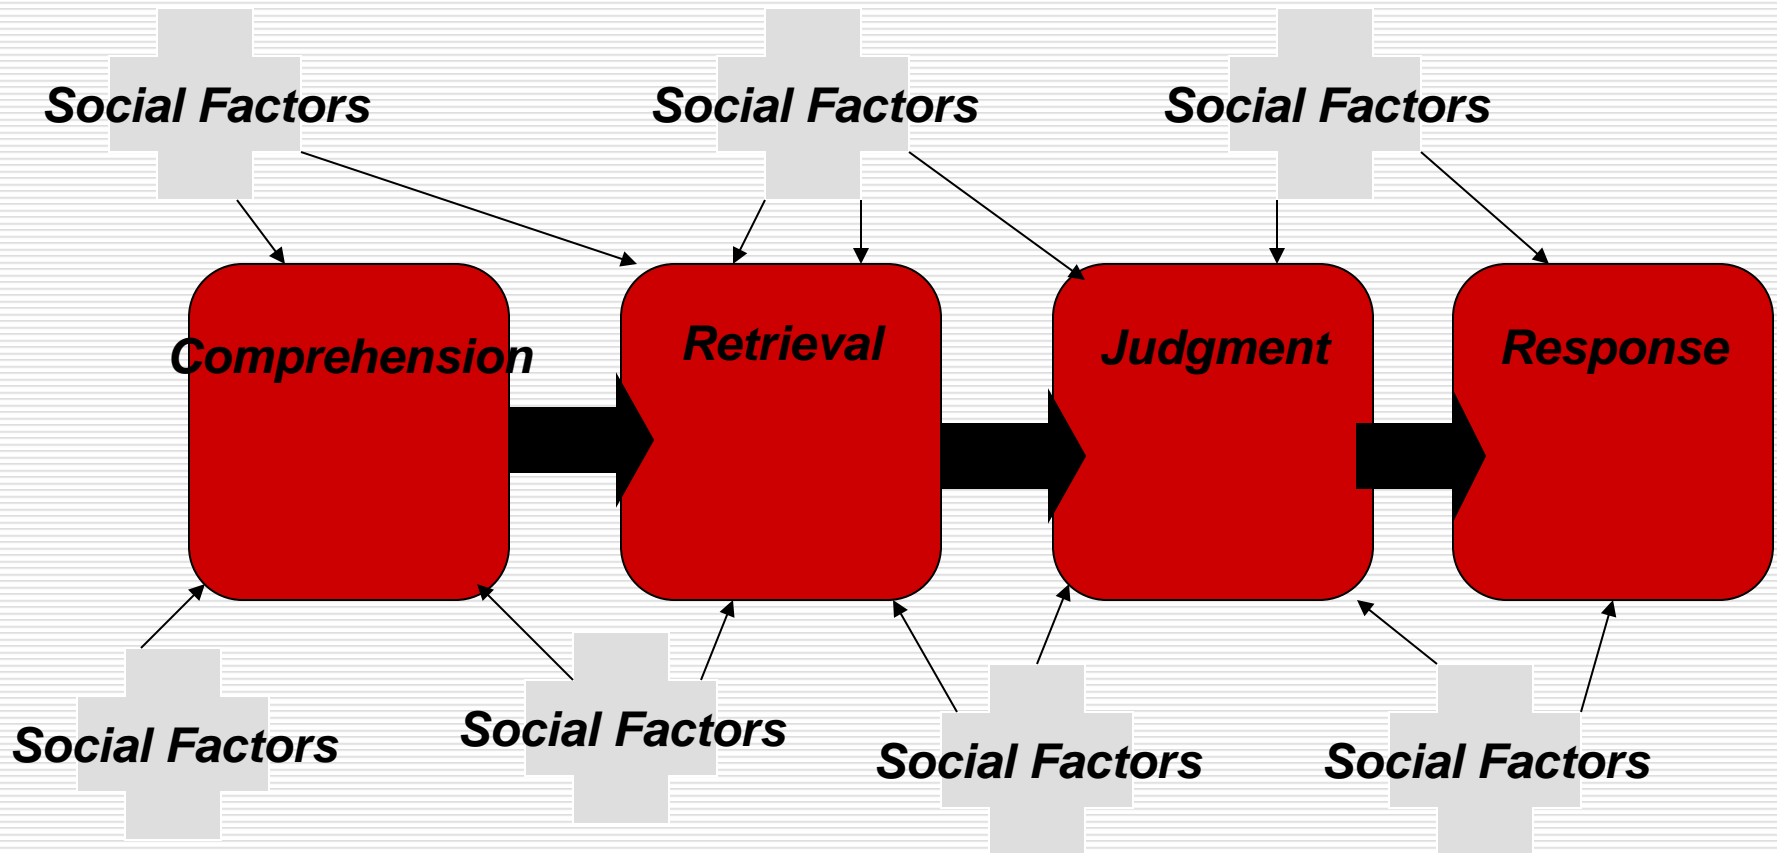 Social Factors
Social Factors
Social Factors
Comprehension
Retrieval
Judgment
Response
Social Factors
Social Factors
Social Factors
Social Factors